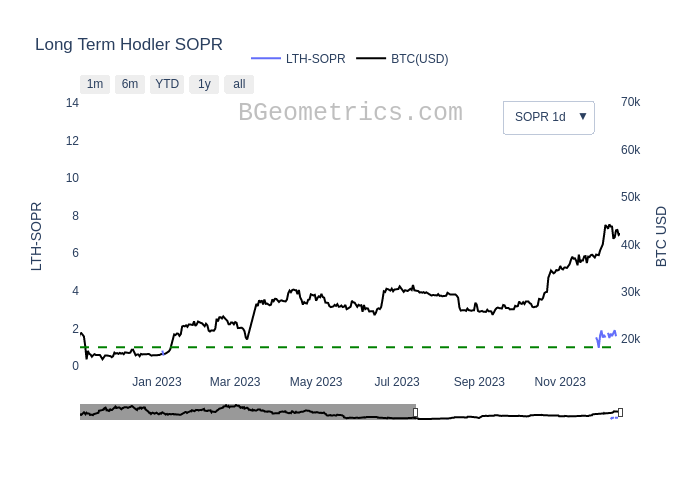 Long Term Hodler SOPR
LTH-SOPR BTC(USD)
1m 6m YTD 1y all
BGeometrics.com
SOPR 1d ▼
14
12
10
8
6
4
2
0
LTH-SOPR
70k
60k
50k
40k
30k
20k
BTC USD
Jan 2023 Mar 2023 May 2023 Jul 2023 Sep 2023 Nov 2023